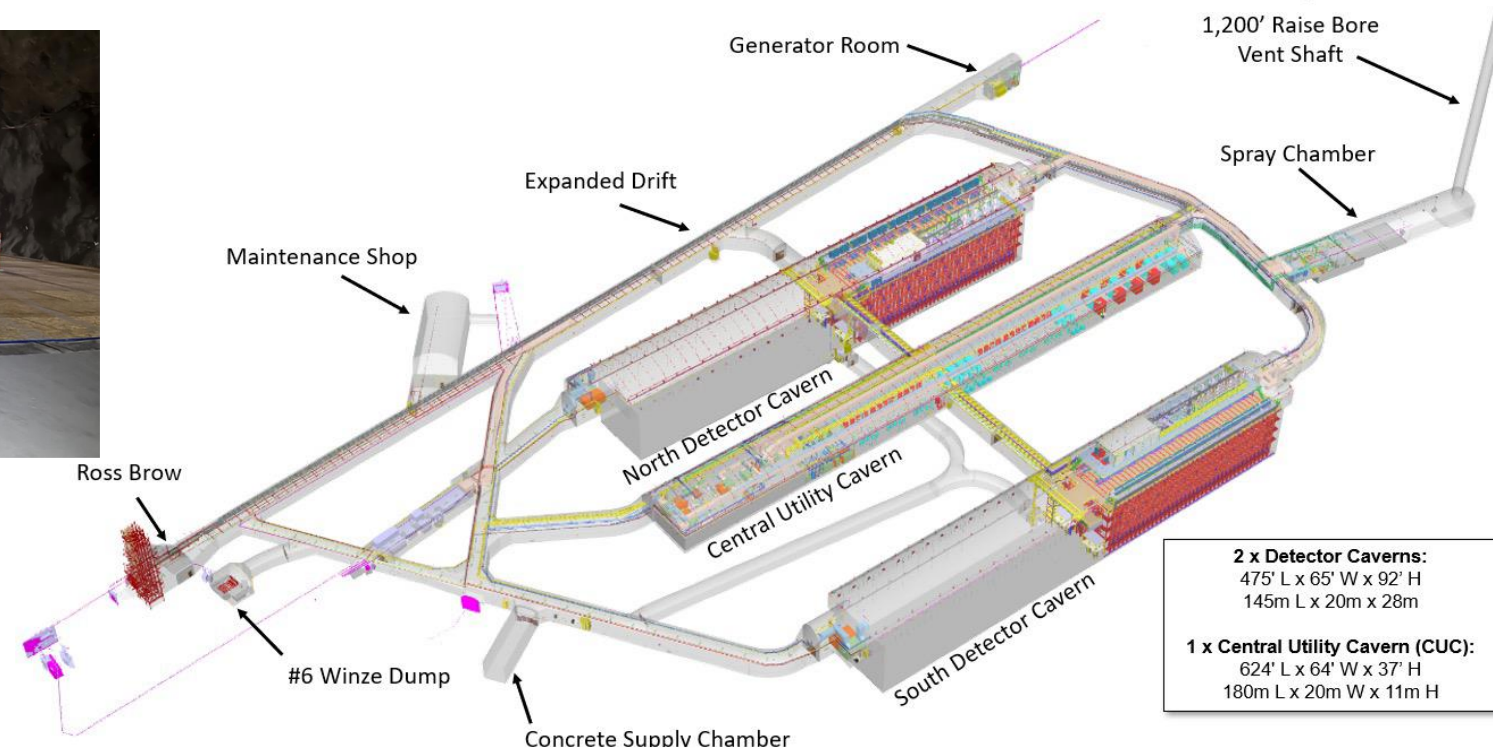 1,200’ Raise Bore
Vent Shaft
Generator Room
Spray Chamber
Expanded Drift
Maintenance Shop
Ross Brow
North Detector Cavern
Central Utility Cavern
South Detector Cavern
#6 Winze Dump
Concrete Supply Chamber
2 x Detector Caverns:
475' L x 65' W x 92’ H
145m L x 20m x 28m
1 x Central Utility Cavern (CUC):
624' L x 64' W x 37’ H
180m L x 20m W x 11m H